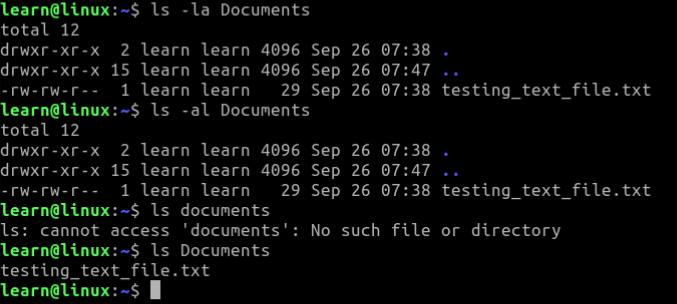 learn@linux:~$ ls -la Documents
total 12
drwxr-xr-x  2 learn learn 4096 Sep 26 07:38 .
drwxr-xr-x 15 learn learn 4096 Sep 26 07:47 ..
-rw-rw-r--  1 learn learn   29 Sep 26 07:38 testing_text_file.txt
learn@linux:~$ ls -al Documents
total 12
drwxr-xr-x  2 learn learn 4096 Sep 26 07:38 .
drwxr-xr-x 15 learn learn 4096 Sep 26 07:47 ..
-rw-rw-r--  1 learn learn   29 Sep 26 07:38 testing_text_file.txt
learn@linux:~$ ls documents
ls: cannot access 'documents': No such file or directory
learn@linux:~$ ls Documents
testing_text_file.txt
learn@linux:~$